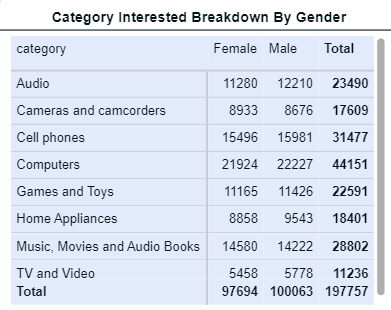 Category Interested Breakdown By Gender
category Female Male Total
Audio 11280 12210 23490
Cameras and camcorders 8933 8676 17609
Cell phones 15496 15981 31477
Computers 21924 22227 44151
Games and Toys 11165 11426 22591
Home Appliances 8858 9543 18401
Music, Movies and Audio Books 14580 14222 28802
TV and Video 5458 5778 11236
Total 97694 100063 197757